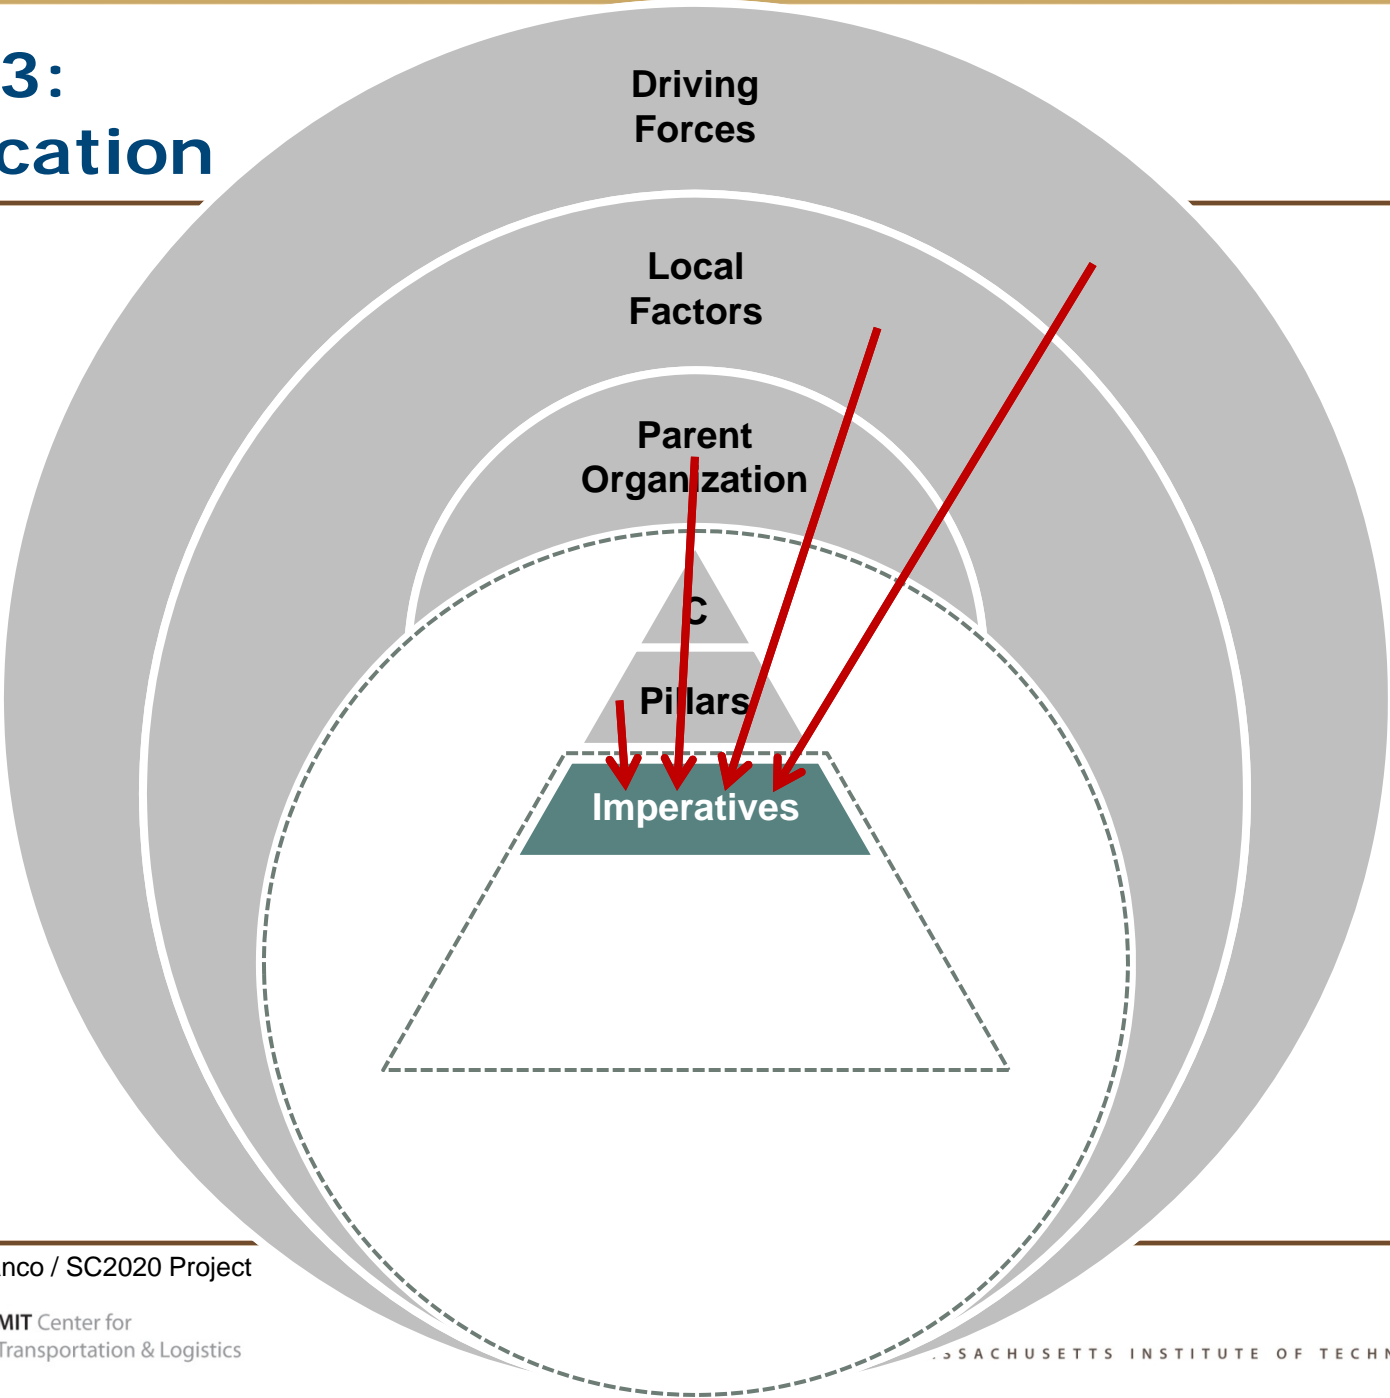 3:
cation
Driving
Forces
Local
Factors
Parent
Organization
C
Pillars
Imperatives
nco / SC2020 Project
MIT Center for
Transportation & Logistics
SSACHUSETTS INSTITUTE OF TECHN